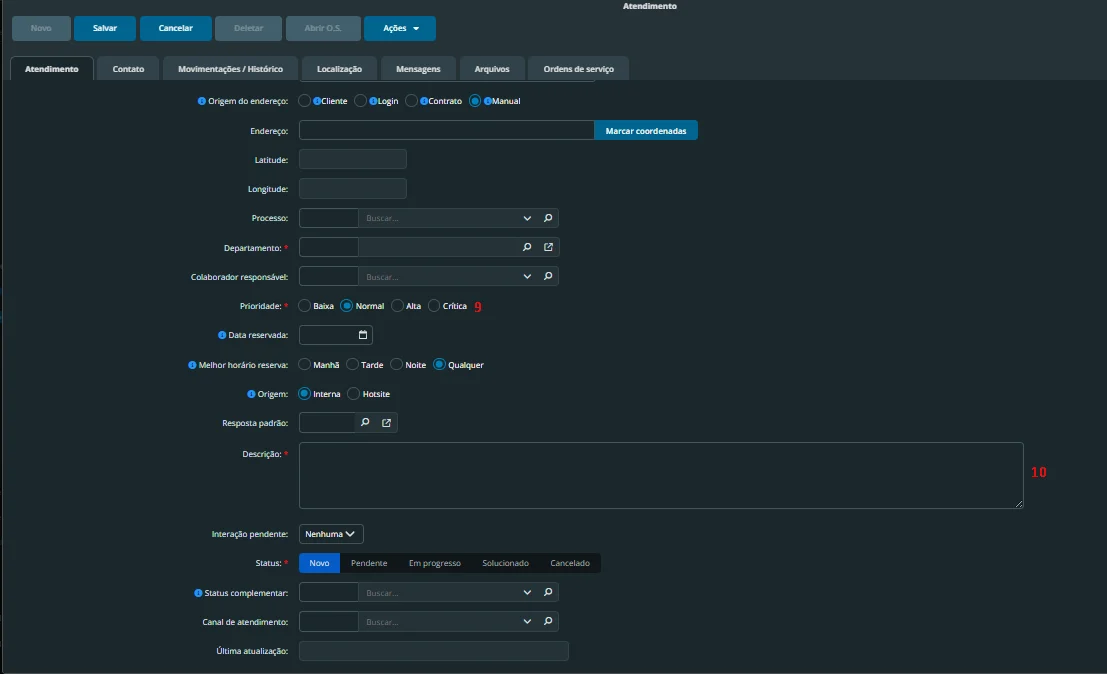 Atendimento
Novo Salvar Cancelar Deletar Abrir O.S. Ações
Atendimento Contato Movimentações / Histórico Localização Mensagens Arquivos Ordens de serviço
Origem do endereço: Cliente Login Contrato Manual
Endereço: Marcar coordenadas
Latitude:
Longitude:
Processo: Buscar...
Departamento: *
Colaborador responsável: Buscar...
Prioridade: * Baixa Normal Alta Crítica 9
Data reservada:
Melhor horário reserva: Manhã Tarde Noite Qualquer
Origem: Interna Hotsite
Resposta padrão:
Descrição: *
10
Interação pendente: Nenhuma
Status: * Novo Pendente Em progresso Solucionado Cancelado
Status complementar: Buscar...
Canal de atendimento: Buscar...
Última atualização: